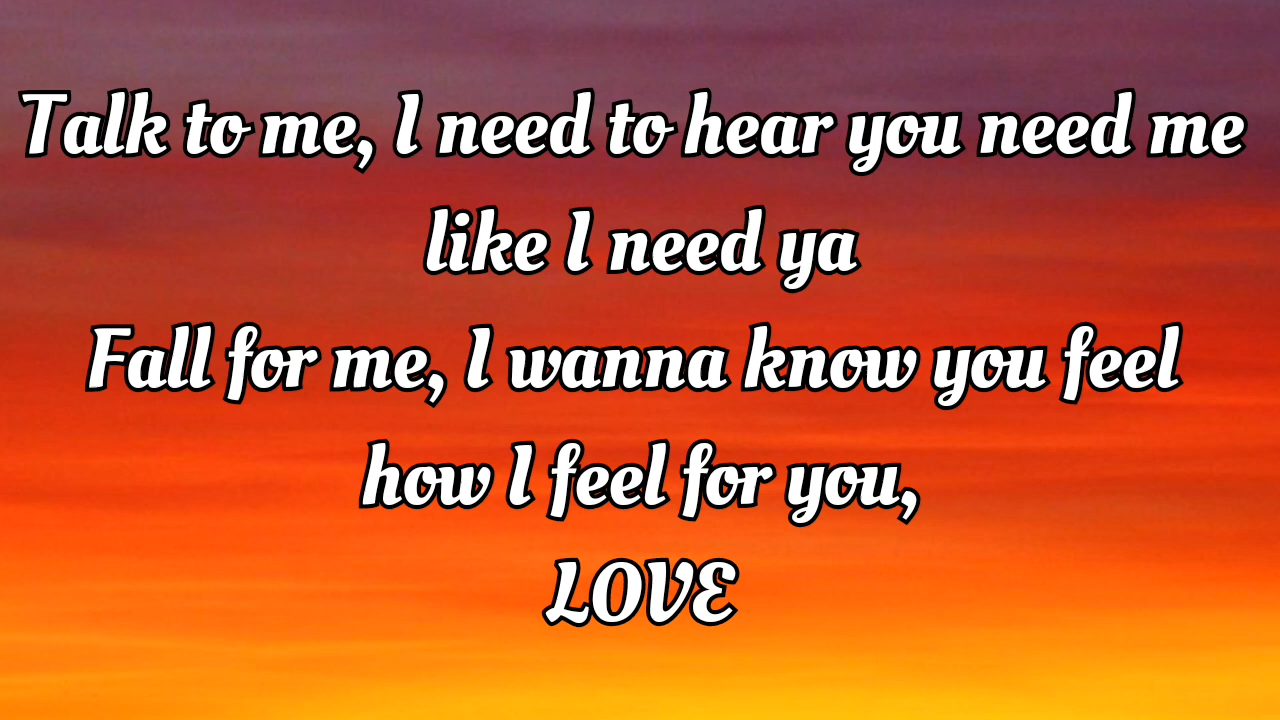 Talk to me, I need to hear you need me
like I need ya
Fall for me, I wanna know you feel
how I feel for you,
LOVE